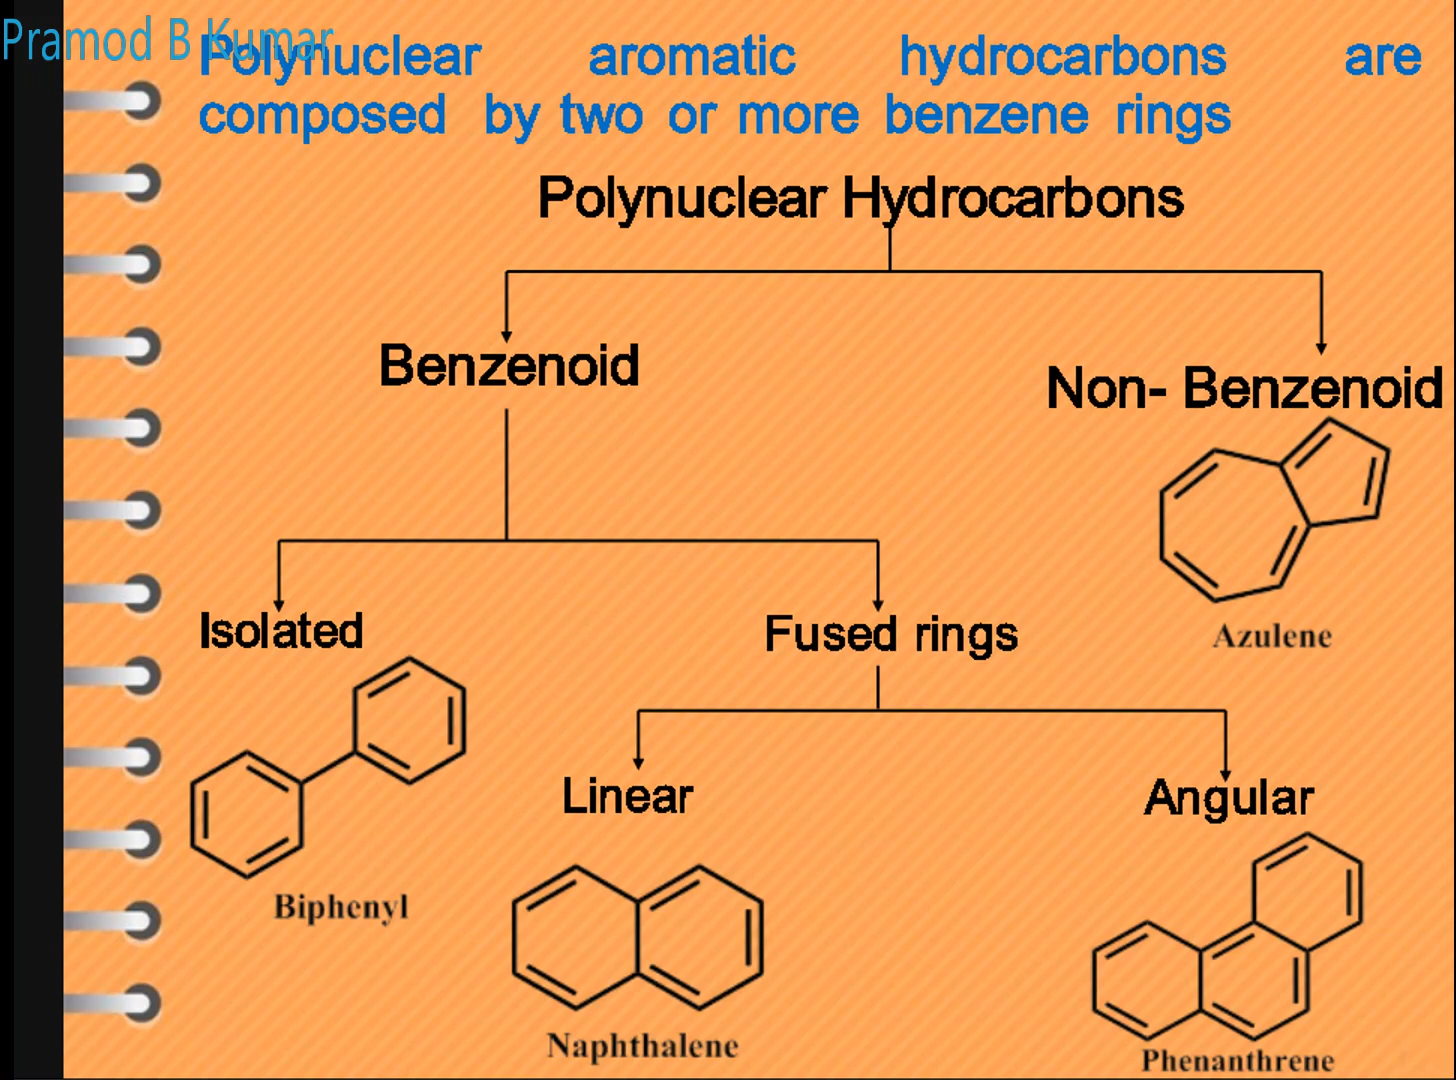 Pramod B Kumar
Polynuclear aromatic hydrocarbons are
composed by two or more benzene rings
Polynuclear Hydrocarbons
Benzenoid
Non- Benzenoid
Azulene
Isolated
Fused rings
Biphenyl
Linear
Angular
Naphthalene
Phenanthrene